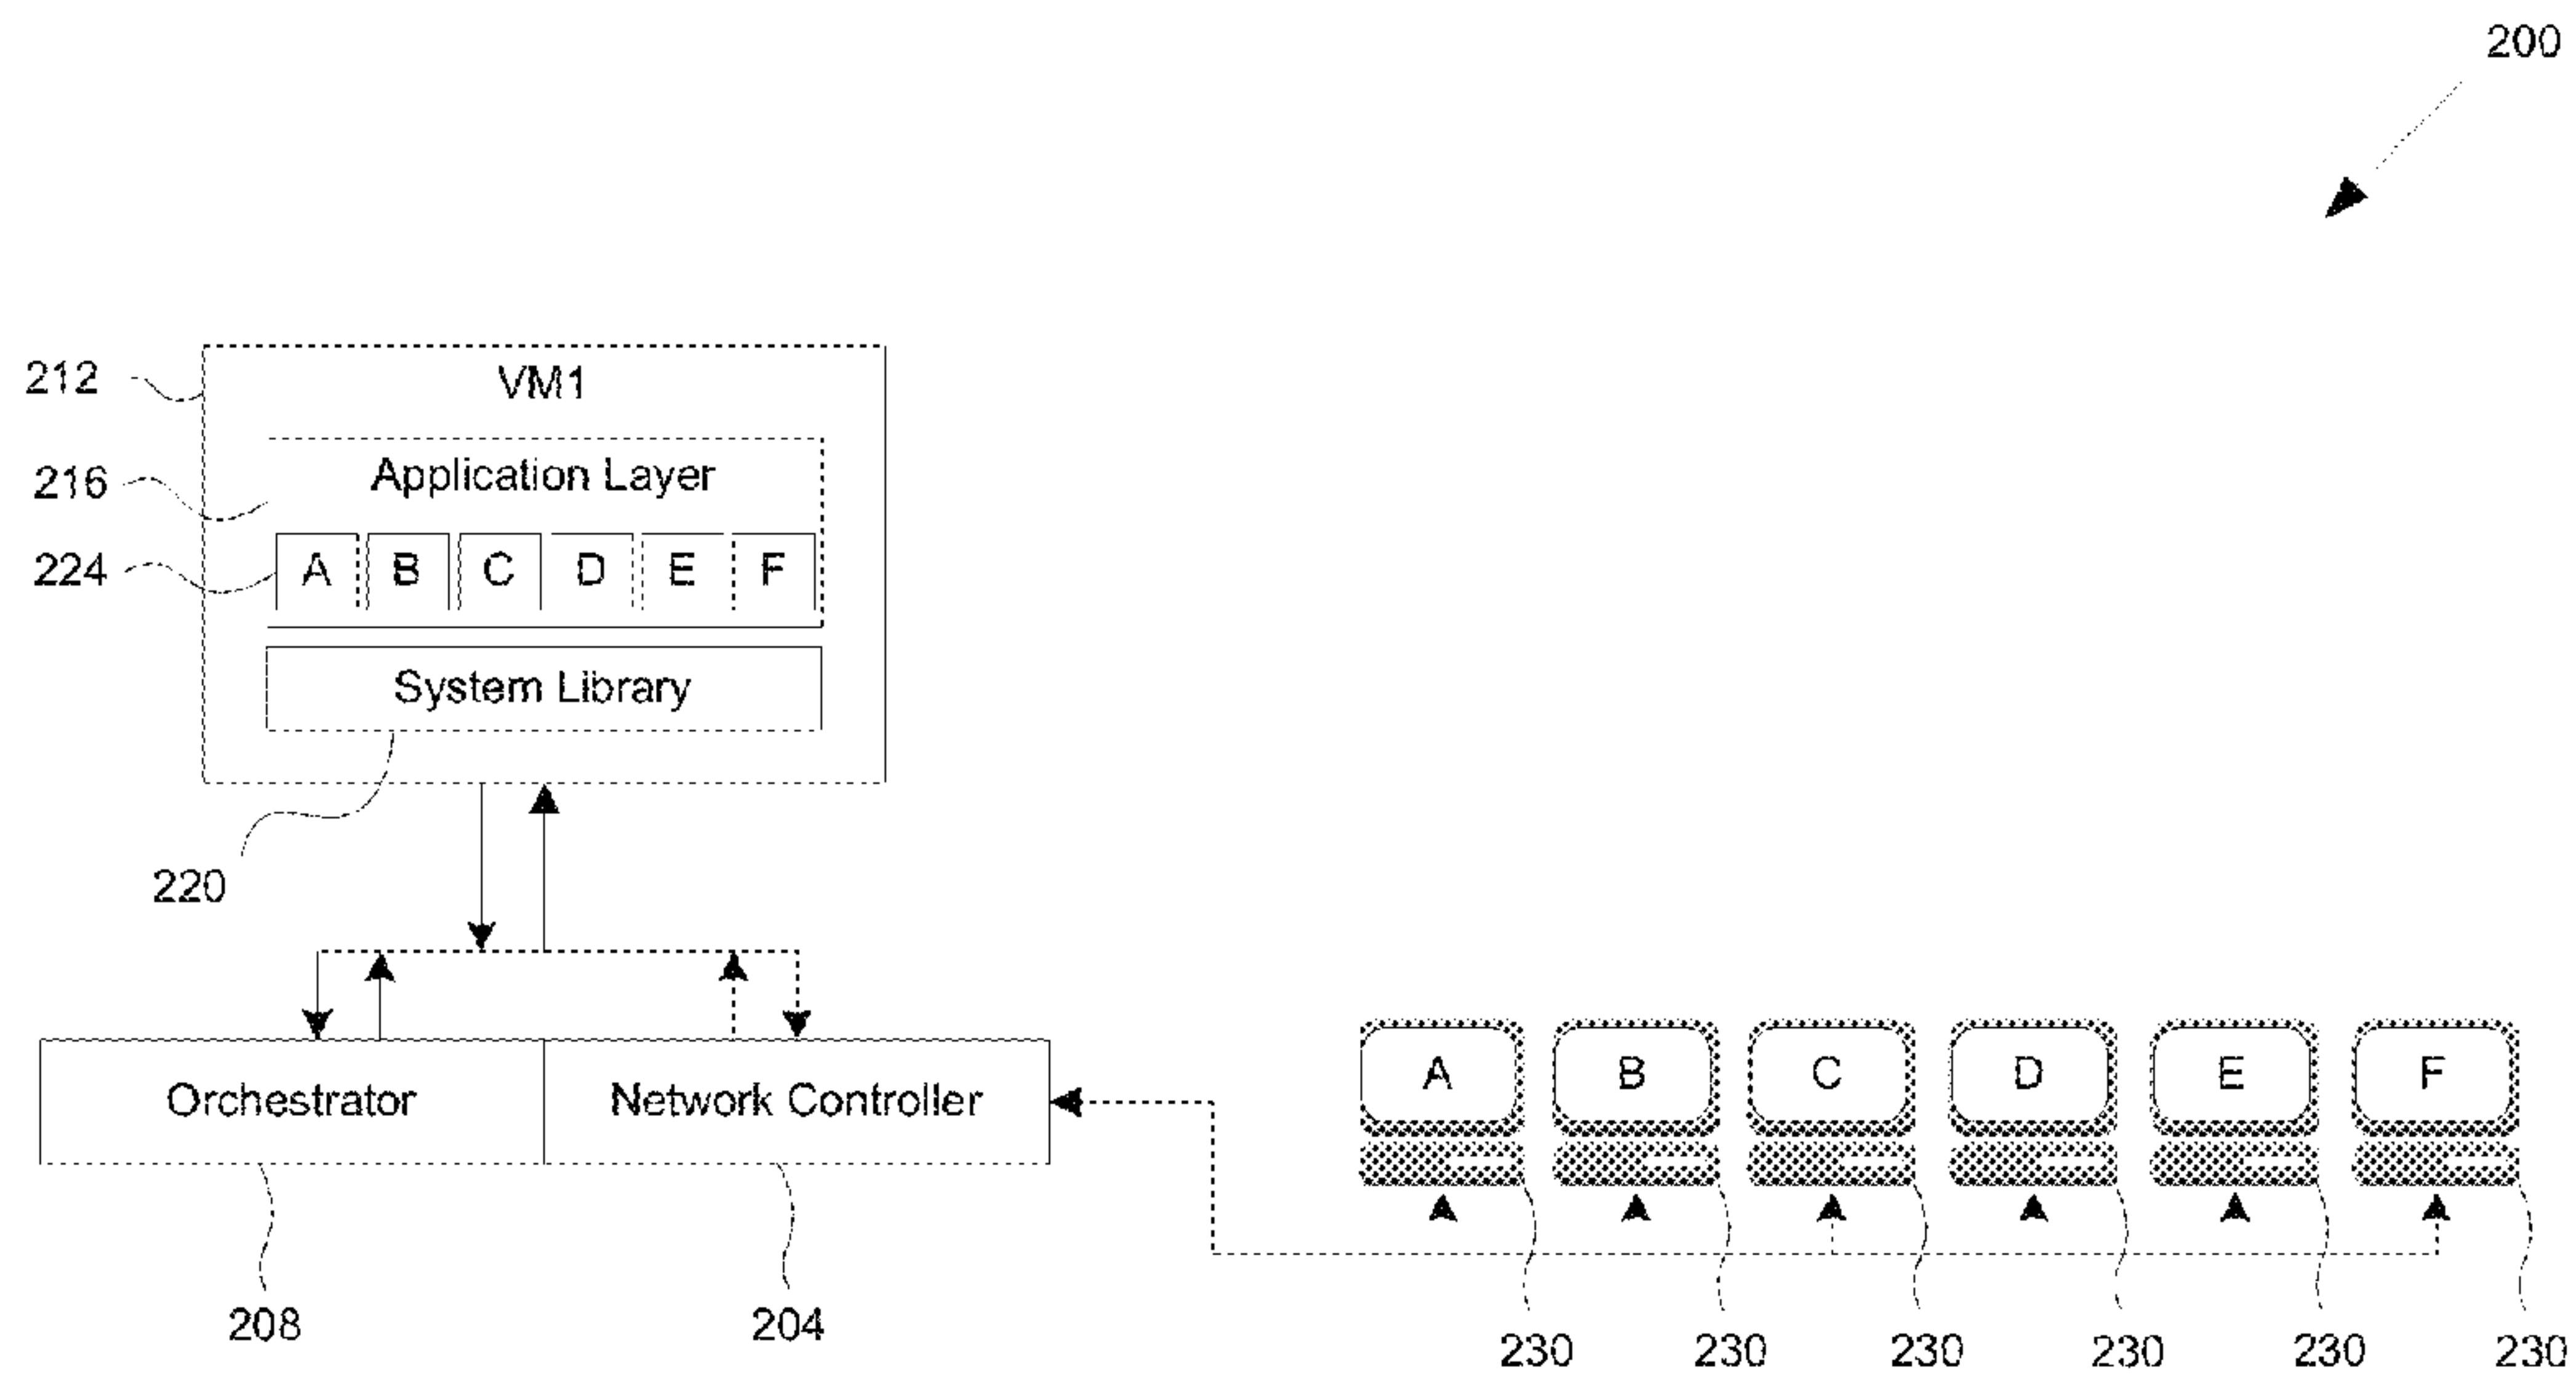 200
212
VM1
216
Application Layer
224
A B C D E F
System Library
220
Orchestrator
Network Controller
A B C D E F
208
204
230 230 230 230 230 230